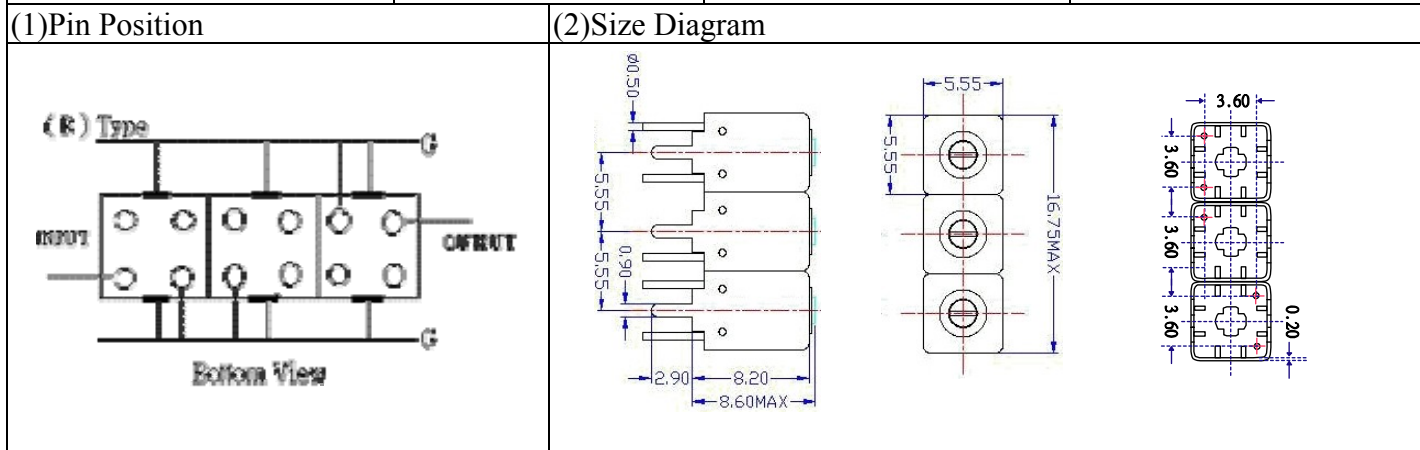 (1)Pin Position
(2)Size Diagram
(R) Type
G
INPUT
OUTPUT
G
Bottom View
Ø0.50
5.55
5.55
0.90
2.90
8.20
8.60MAX
5.55
5.55
16.75MAX
3.60
3.60
3.60
3.60
0.20